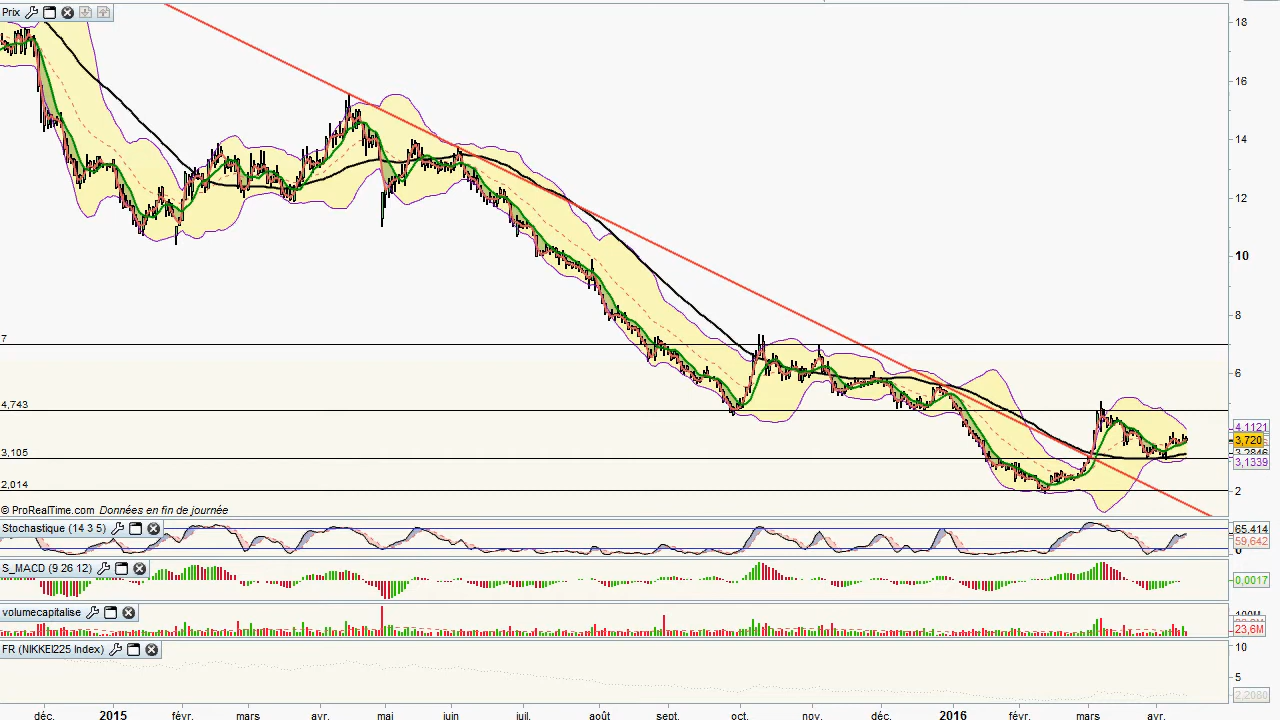 Prix
18
16
14
12
10
8
7
6
4,743
4,1121
3,720
3,105
3,1339
2,014
2
© ProRealTime.com Données en fin de journée
Stochastique (14 3 5)
65,414
59,642
0
S_MACD (9 26 12)
0,0017
volumecapitalise
23,6M
FR (NIKKEI225 Index)
10
5
2,2080
déc. 2015 févr. mars avr. mai juin juil. août sept. oct. nov. déc. 2016 févr. mars avr.